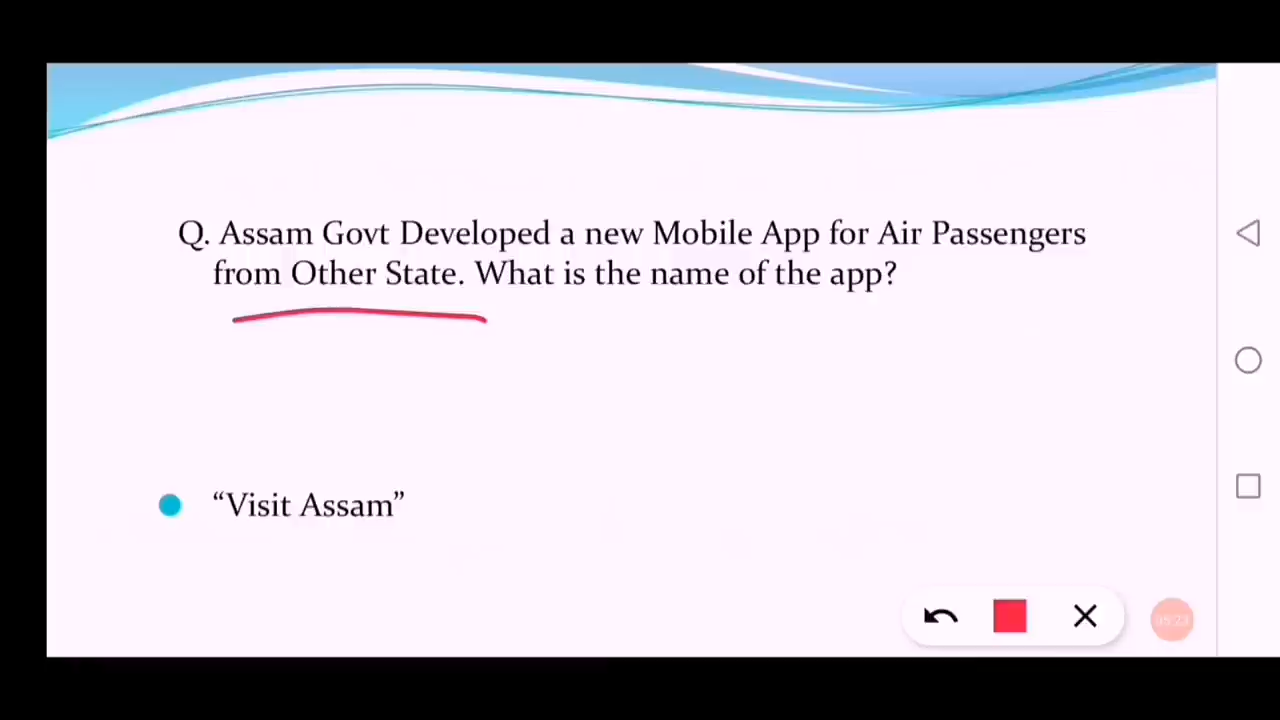 Q. Assam Govt Developed a new Mobile App for Air Passengers
from Other State. What is the name of the app?
“Visit Assam”